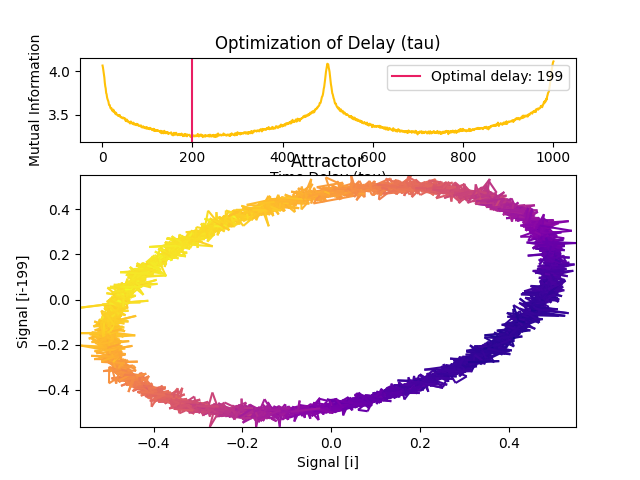 Optimization of Delay (tau)
Mutual Information
4.0
3.5
Optimal delay: 199
0 200 400 600 800 1000
Time Delay (tau)
Attractor
Signal [i-199]
0.4
0.2
0.0
−0.2
−0.4
−0.4 −0.2 0.0 0.2 0.4
Signal [i]